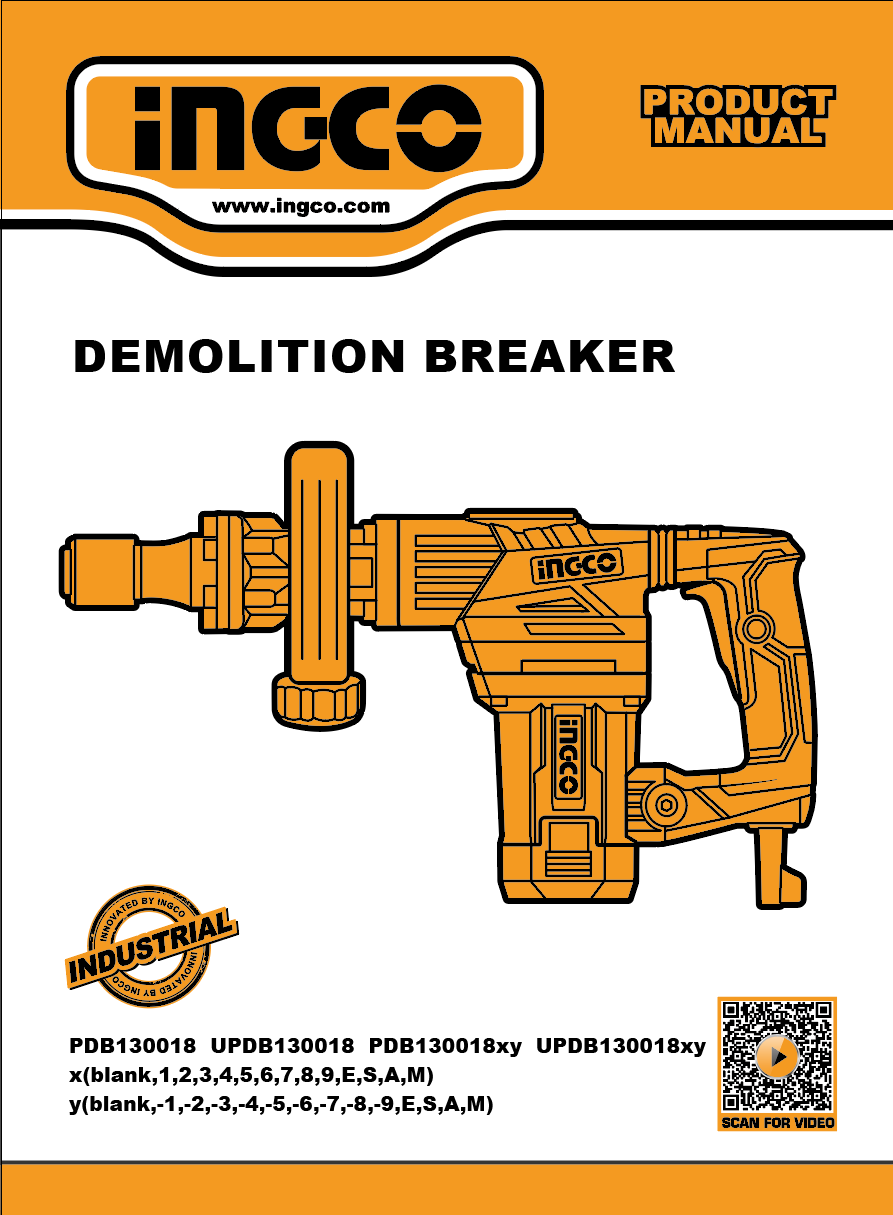 INGCO
www.ingco.com
PRODUCT
MANUAL
DEMOLITION BREAKER
INGCO
INGCO
INNOVATED BY INGCO
INDUSTRIAL
INNOVATED BY INGCO
PDB130018 UPDB130018 PDB130018xy UPDB130018xy
x(blank,1,2,3,4,5,6,7,8,9,E,S,A,M)
y(blank,-1,-2,-3,-4,-5,-6,-7,-8,-9,E,S,A,M)
SCAN FOR VIDEO